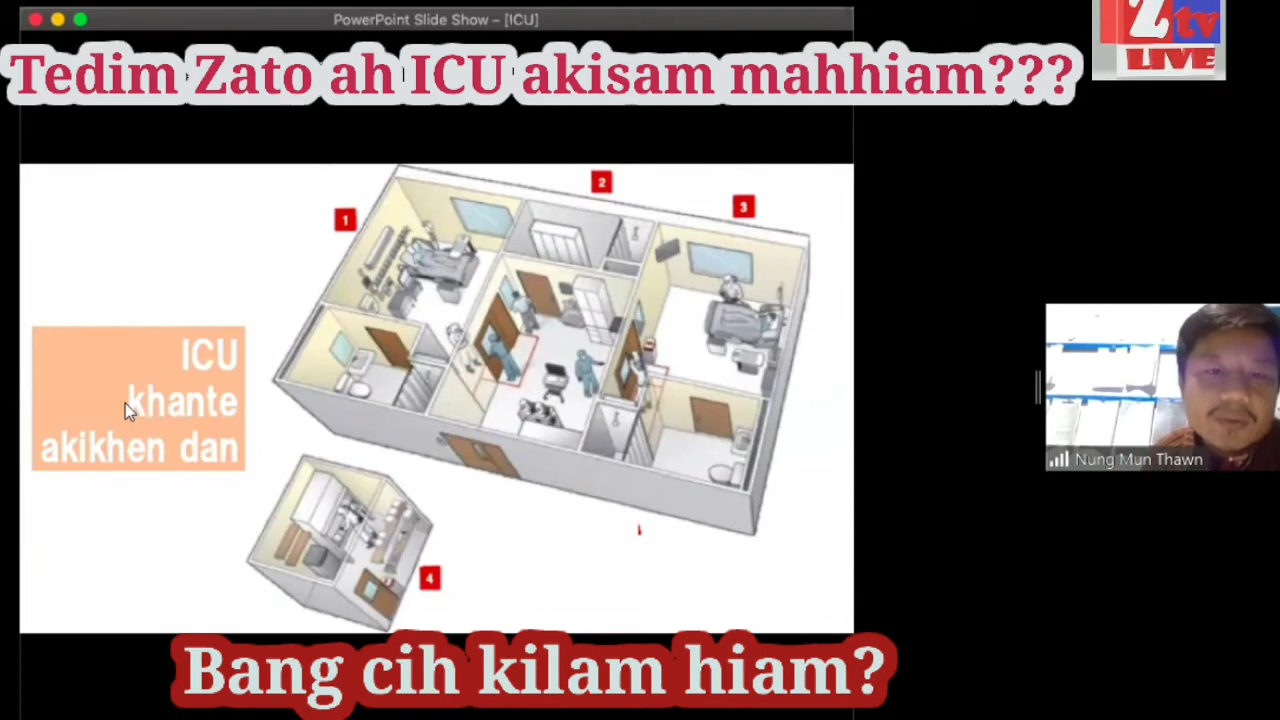 PowerPoint Slide Show – [ICU]
Ztv
LIVE
Tedim Zato ah ICU akisam mahhiam???
1
2
3
ICU
khante
akikhen dan
Nung Mun Thawn
4
Bang cih kilam hiam?